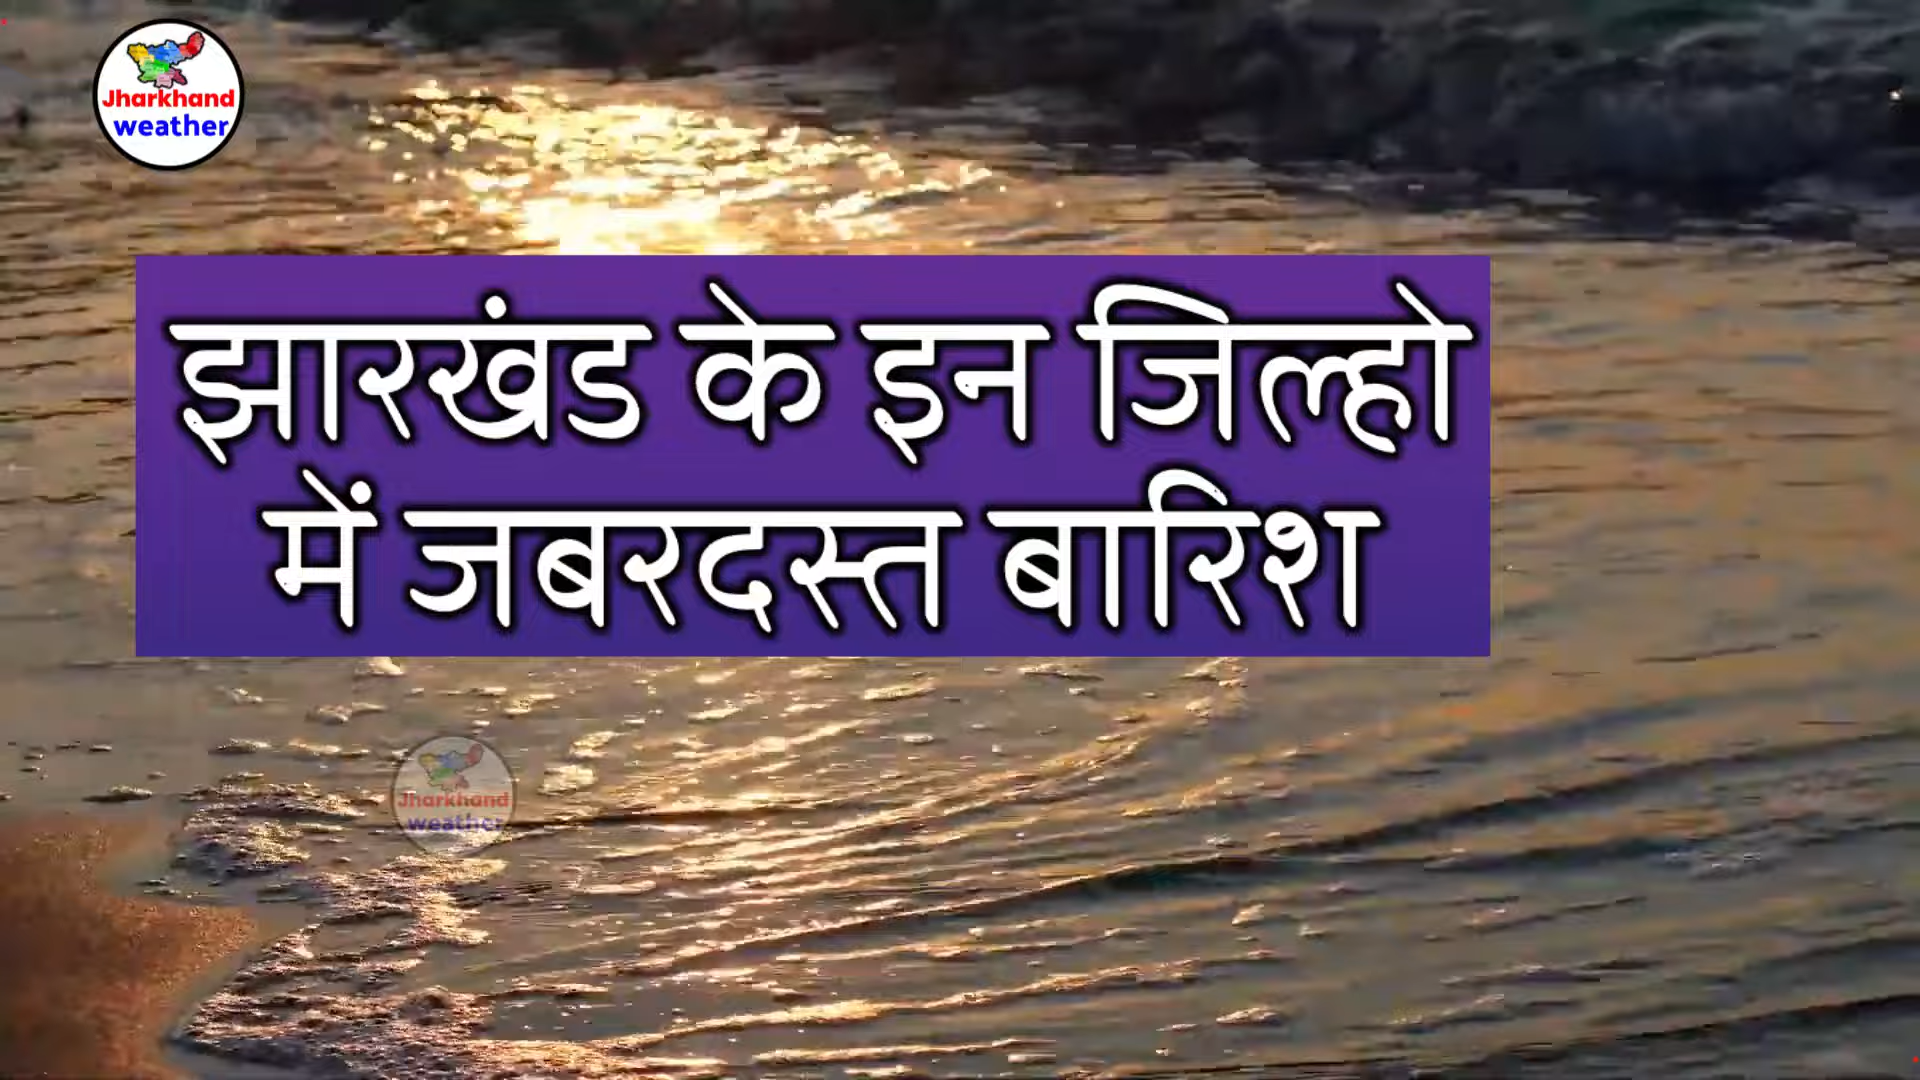 Jharkhand
weather
झारखंड के इन जिल्हो
में जबरदस्त बारिश
Jharkhand
weather